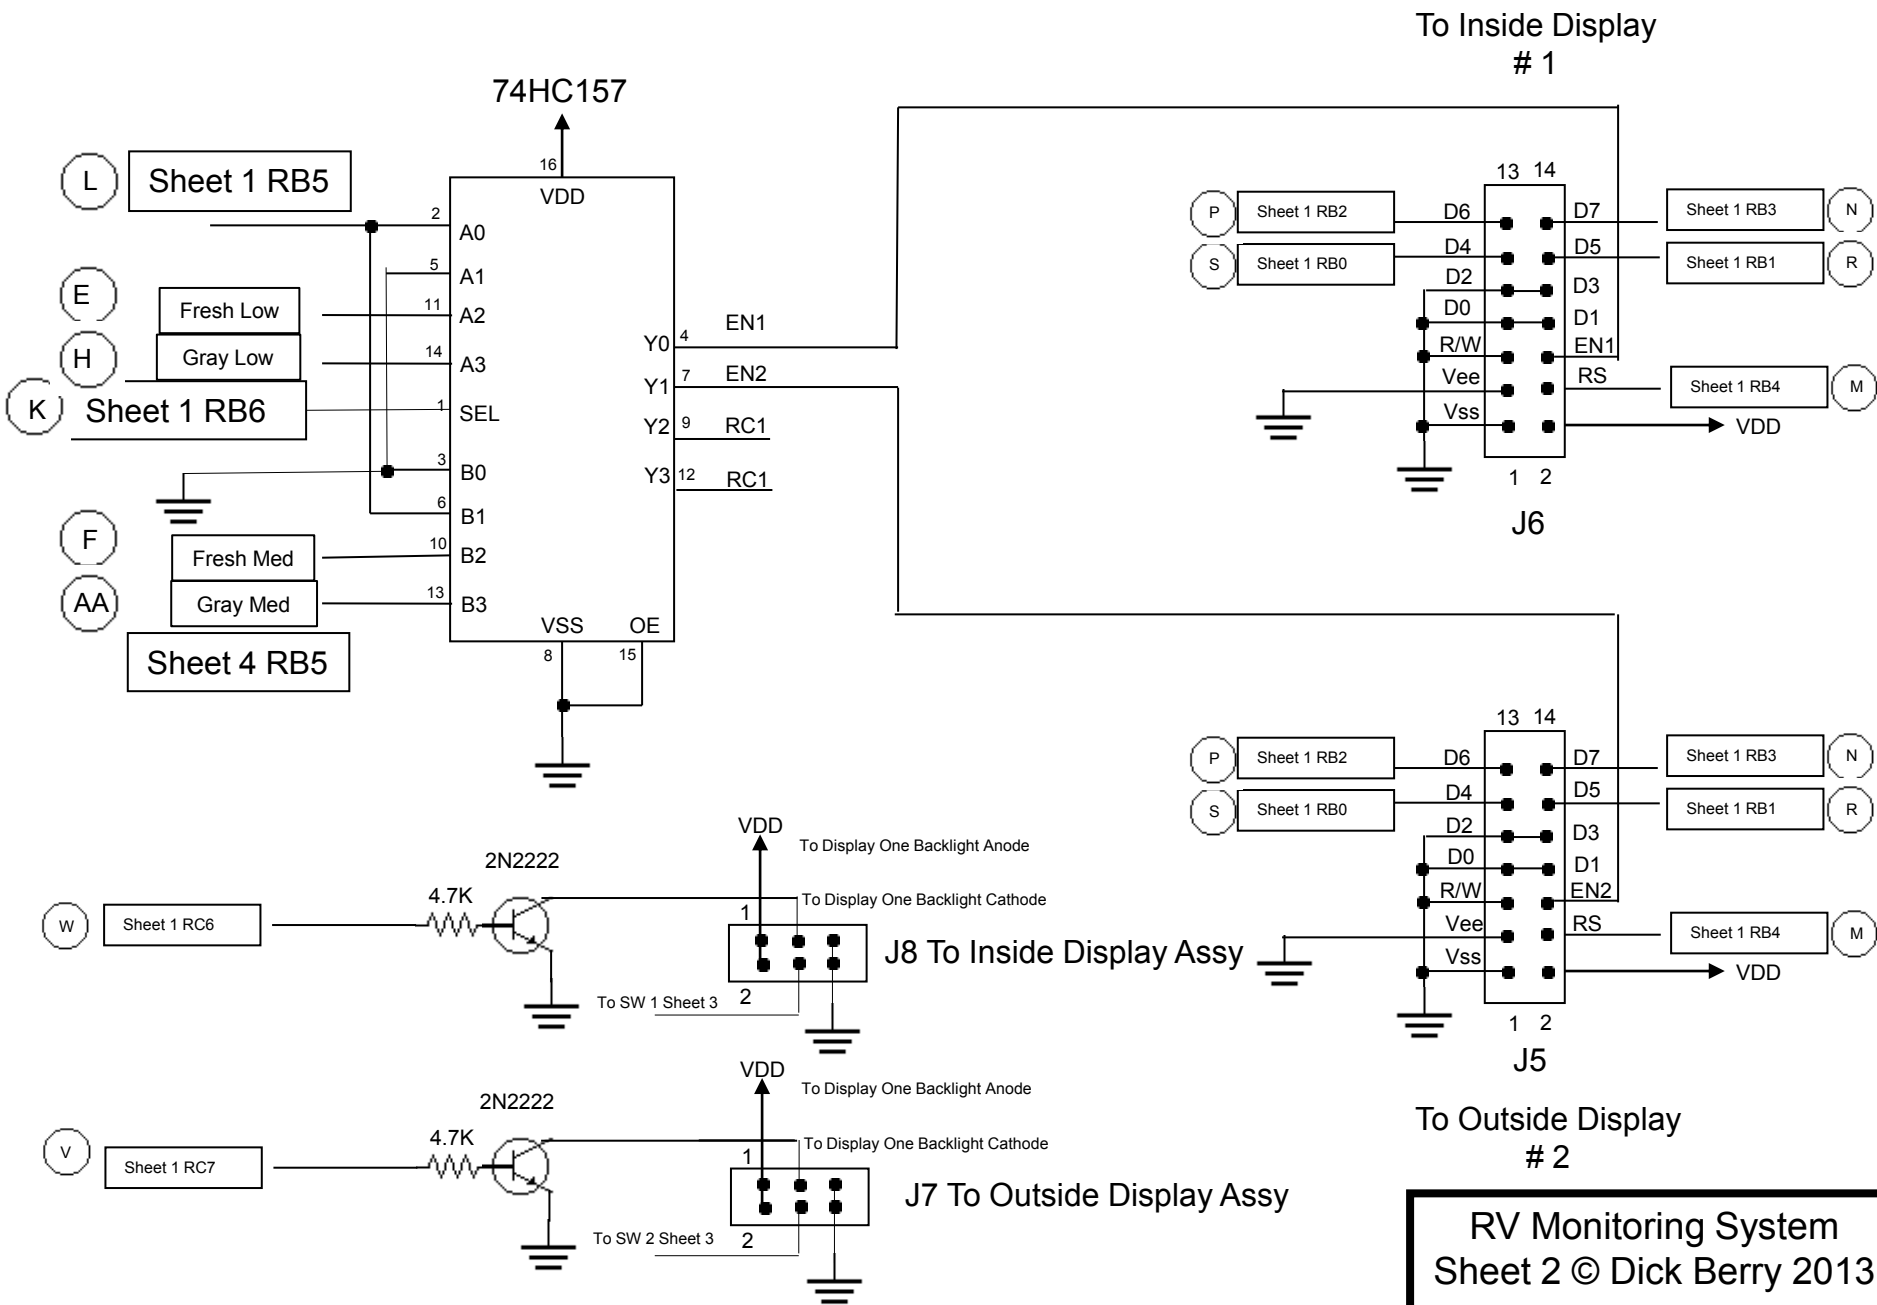 To Inside Display
# 1
74HC157
16
VDD
L
Sheet 1 RB5
2
A0
5
A1
E
Fresh Low
11
A2
H
Gray Low
14
A3
K
Sheet 1 RB6
1
SEL
3
B0
6
B1
F
Fresh Med
10
B2
AA
Gray Med
13
B3
Sheet 4 RB5
VSS
OE
8
15
Y0
4
EN1
Y1
7
EN2
Y2
9
RC1
Y3
12
RC1
13 14
P
Sheet 1 RB2
D6
D7
Sheet 1 RB3
N
S
Sheet 1 RB0
D4
D5
Sheet 1 RB1
R
D2
D3
D0
D1
R/W
EN1
Vee
RS
Sheet 1 RB4
M
Vss
VDD
1 2
J6
13 14
P
Sheet 1 RB2
D6
D7
Sheet 1 RB3
N
S
Sheet 1 RB0
D4
D5
Sheet 1 RB1
R
D2
D3
D0
D1
R/W
EN2
Vee
RS
Sheet 1 RB4
M
Vss
VDD
1 2
J5
To Outside Display
# 2
W
Sheet 1 RC6
4.7K
2N2222
VDD
To Display One Backlight Anode
To Display One Backlight Cathode
1
J8 To Inside Display Assy
To SW 1 Sheet 3
2
V
Sheet 1 RC7
4.7K
2N2222
VDD
To Display One Backlight Anode
To Display One Backlight Cathode
1
J7 To Outside Display Assy
To SW 2 Sheet 3
2
RV Monitoring System
Sheet 2 © Dick Berry 2013